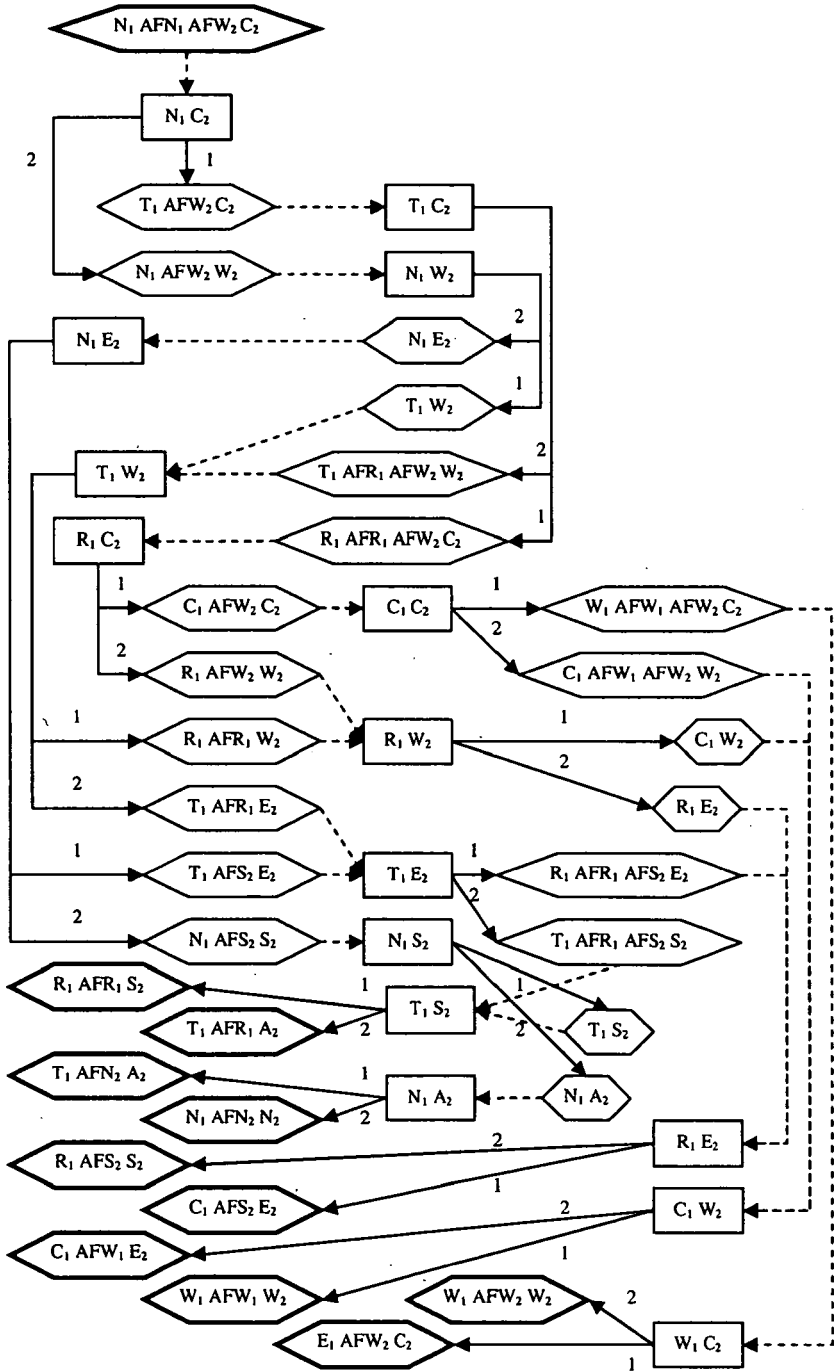 N₁ AFN₁ AFW₂ C₂
N₁ C₂
2
1
T₁ AFW₂ C₂
T₁ C₂
N₁ AFW₂ W₂
N₁ W₂
2
N₁ E₂
N₁ E₂
1
T₁ W₂
2
T₁ W₂
T₁ AFR₁ AFW₂ W₂
1
R₁ C₂
R₁ AFR₁ AFW₂ C₂
1
C₁ AFW₂ C₂
C₁ C₂
1
W₁ AFW₁ AFW₂ C₂
2
2
R₁ AFW₂ W₂
C₁ AFW₁ AFW₂ W₂
1
R₁ AFR₁ W₂
R₁ W₂
1
C₁ W₂
2
2
T₁ AFR₁ E₂
R₁ E₂
1
T₁ AFS₂ E₂
T₁ E₂
1
R₁ AFR₁ AFS₂ E₂
2
2
N₁ AFS₂ S₂
N₁ S₂
T₁ AFR₁ AFS₂ S₂
R₁ AFR₁ S₂
1
1
T₁ S₂
T₁ AFR₁ A₂
2
2
T₁ S₂
T₁ AFN₂ A₂
1
N₁ A₂
N₁ A₂
N₁ AFN₂ N₂
2
R₁ AFS₂ S₂
2
R₁ E₂
1
C₁ AFS₂ E₂
2
C₁ W₂
C₁ AFW₁ E₂
1
W₁ AFW₁ W₂
W₁ AFW₂ W₂
2
E₁ AFW₂ C₂
W₁ C₂
1